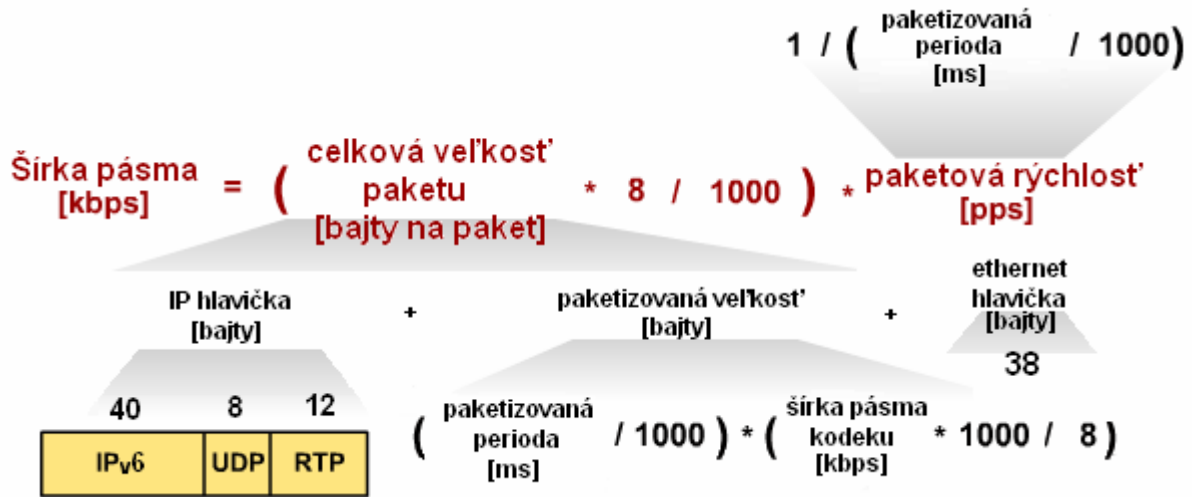 1 / ( paketizovaná perioda [ms] / 1000 )
Šírka pásma [kbps] = ( celková veľkosť paketu [bajty na paket] * 8 / 1000 ) * paketová rýchlosť [pps]
IP hlavička [bajty] + paketizovaná veľkosť [bajty] + ethernet hlavička [bajty]
38
40 8 12
( paketizovaná perioda [ms] / 1000 ) * ( šírka pásma kodeku [kbps] * 1000 / 8 )
IPv6 UDP RTP